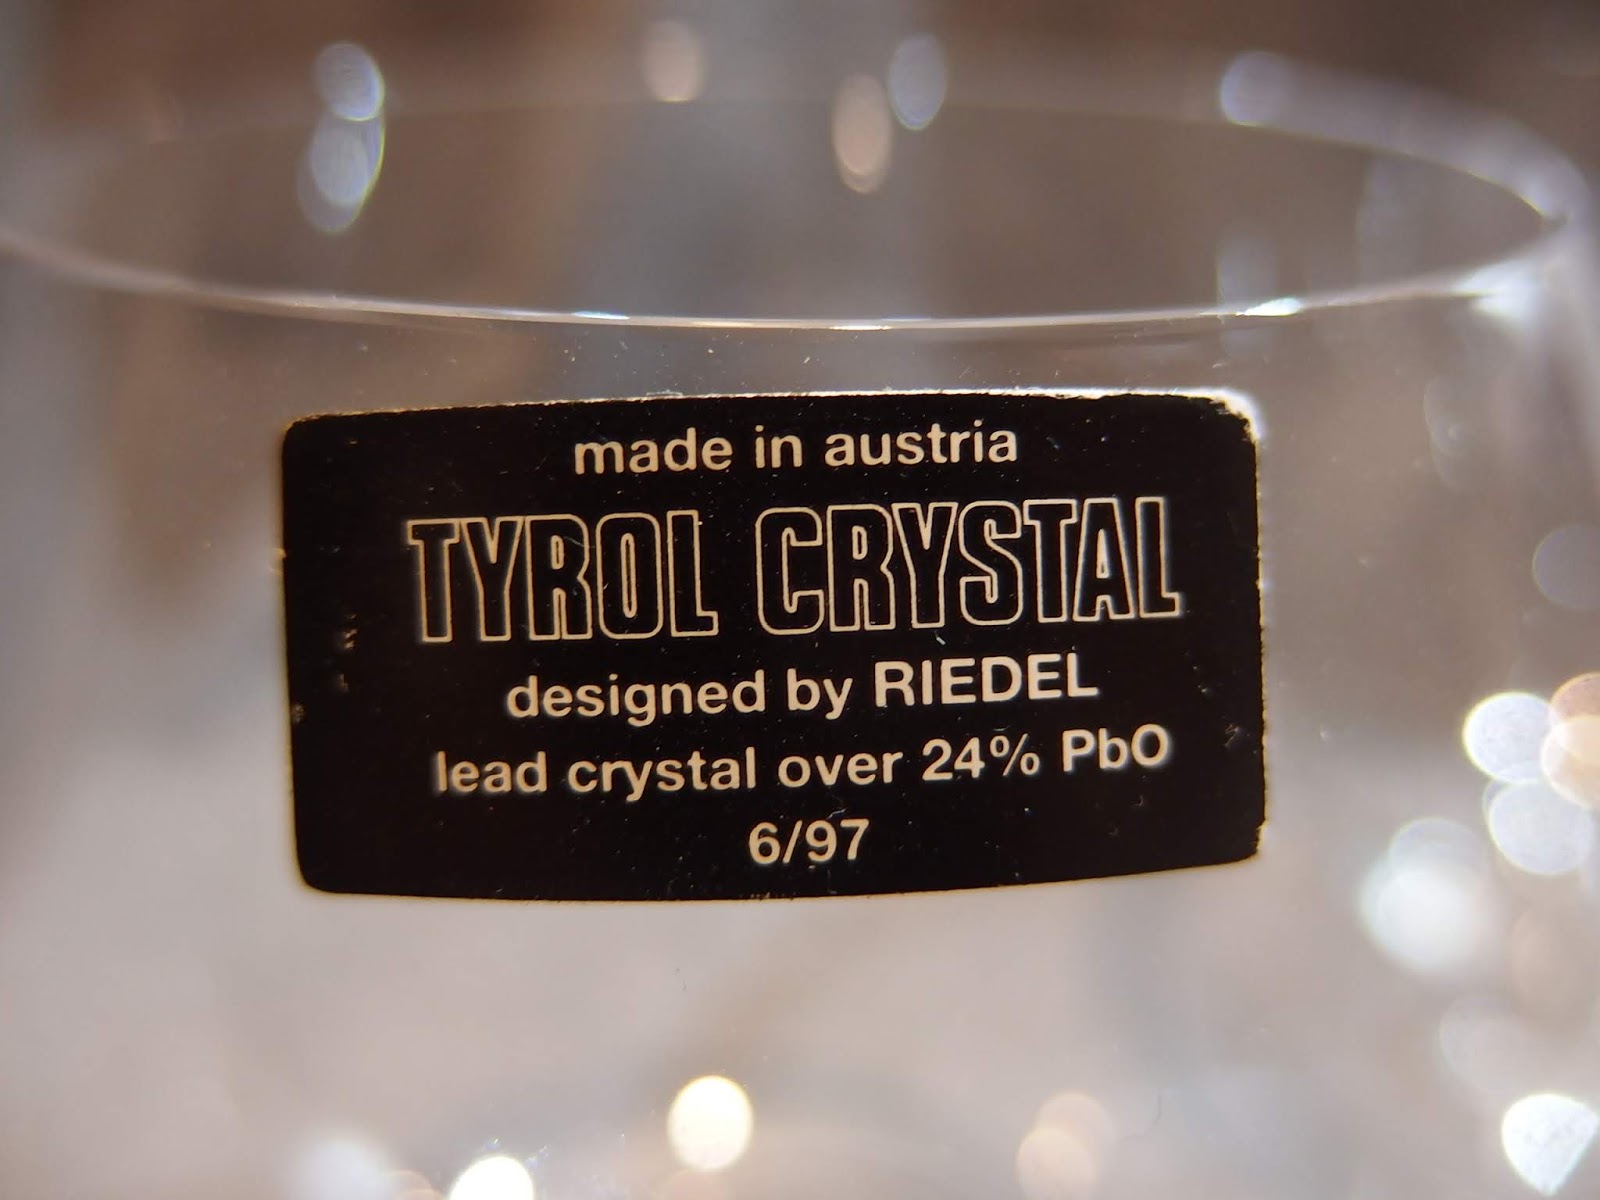 made in austria
TYROL CRYSTAL
designed by RIEDEL
lead crystal over 24% PbO
6/97